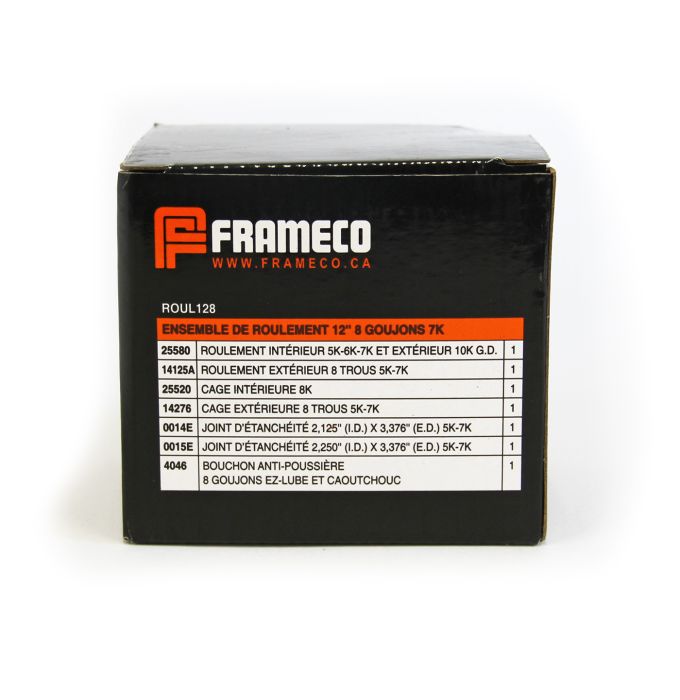 FRAMECO
WWW.FRAMECO.CA
ROUL128
ENSEMBLE DE ROULEMENT 12" 8 GOUJONS 7K
25580 ROULEMENT INTÉRIEUR 5K-6K-7K ET EXTÉRIEUR 10K G.D. 1
14125A ROULEMENT EXTÉRIEUR 8 TROUS 5K-7K 1
25520 CAGE INTÉRIEURE 8K 1
14276 CAGE EXTÉRIEURE 8 TROUS 5K-7K 1
0014E JOINT D'ÉTANCHÉITÉ 2,125" (I.D.) X 3,376" (E.D.) 5K-7K 1
0015E JOINT D'ÉTANCHÉITÉ 2,250" (I.D.) X 3,376" (E.D.) 5K-7K 1
4046 BOUCHON ANTI-POUSSIÈRE 1
8 GOUJONS EZ-LUBE ET CAOUTCHOUC